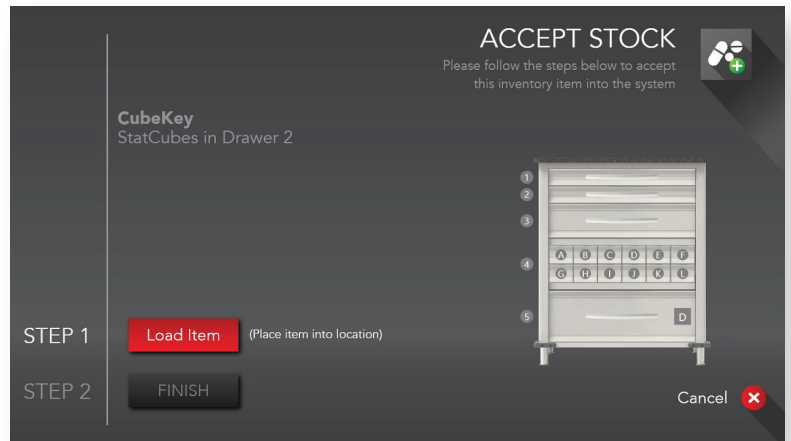 ACCEPT STOCK
Please follow the steps below to accept
this inventory item into the system
CubeKey
StatCubes in Drawer 2
1
2
3
4
A B C D E F
G H I J K L
5
D
STEP 1
Load Item
(Place item into location)
STEP 2
FINISH
Cancel